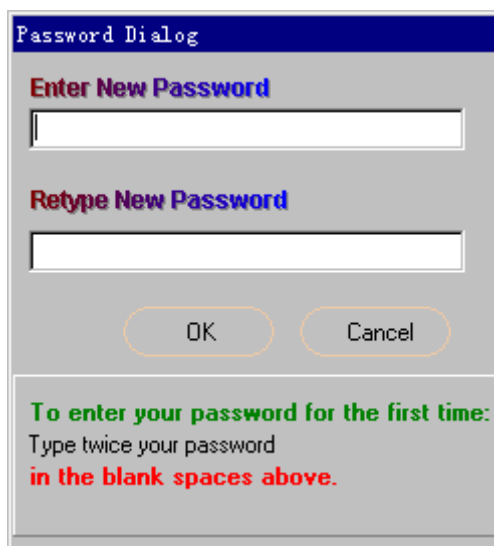 Password Dialog
Enter New Password
Retype New Password
OK Cancel
To enter your password for the first time:
Type twice your password
in the blank spaces above.